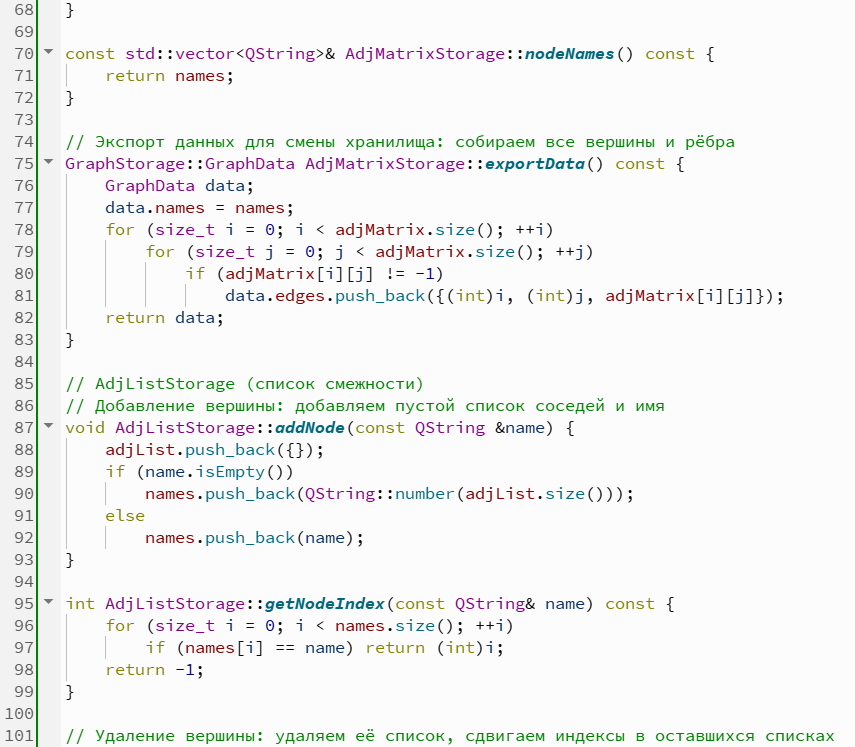 68 }
69
70 const std::vector<QString>& AdjMatrixStorage::nodeNames() const {
71     return names;
72 }
73
74 // Экспорт данных для смены хранилища: собираем все вершины и рёбра
75 GraphStorage::GraphData AdjMatrixStorage::exportData() const {
76     GraphData data;
77     data.names = names;
78     for (size_t i = 0; i < adjMatrix.size(); ++i)
79         for (size_t j = 0; j < adjMatrix.size(); ++j)
80             if (adjMatrix[i][j] != -1)
81                 data.edges.push_back({(int)i, (int)j, adjMatrix[i][j]});
82     return data;
83 }
84
85 // AdjListStorage (список смежности)
86 // Добавление вершины: добавляем пустой список соседей и имя
87 void AdjListStorage::addNode(const QString &name) {
88     adjList.push_back({});
89     if (name.isEmpty())
90         names.push_back(QString::number(adjList.size()));
91     else
92         names.push_back(name);
93 }
94
95 int AdjListStorage::getNodeIndex(const QString& name) const {
96     for (size_t i = 0; i < names.size(); ++i)
97         if (names[i] == name) return (int)i;
98     return -1;
99 }
100
101 // Удаление вершины: удаляем её список, сдвигаем индексы в оставшихся списках